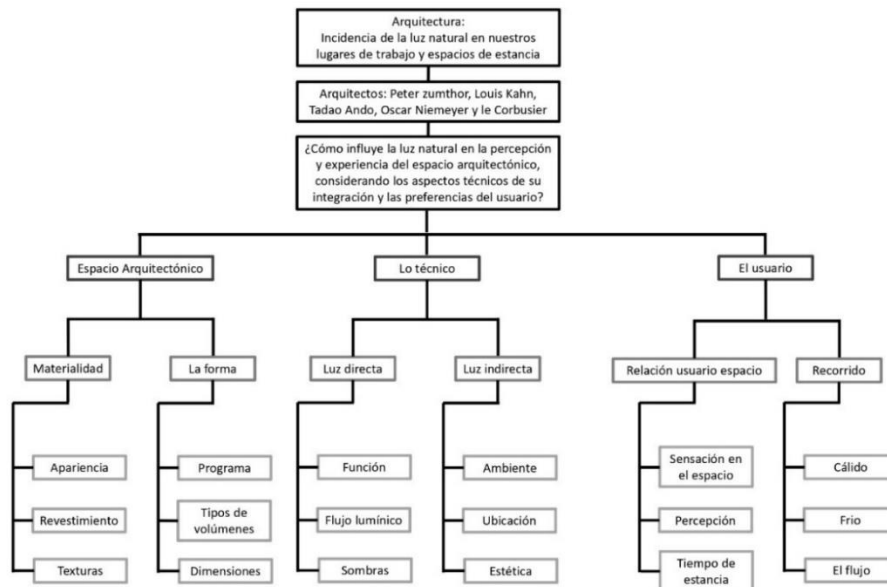 Arquitectura:
Incidencia de la luz natural en nuestros
lugares de trabajo y espacios de estancia
Arquitectos: Peter zumthor, Louis Kahn,
Tadao Ando, Oscar Niemeyer y le Corbusier
¿Cómo influye la luz natural en la percepción
y experiencia del espacio arquitectónico,
considerando los aspectos técnicos de su
integración y las preferencias del usuario?
Espacio Arquitectónico
Lo técnico
El usuario
Materialidad
La forma
Luz directa
Luz indirecta
Relación usuario espacio
Recorrido
Apariencia
Revestimiento
Texturas
Programa
Tipos de
volúmenes
Dimensiones
Función
Flujo lumínico
Sombras
Ambiente
Ubicación
Estética
Sensación en
el espacio
Percepción
Tiempo de
estancia
Cálido
Frio
El flujo